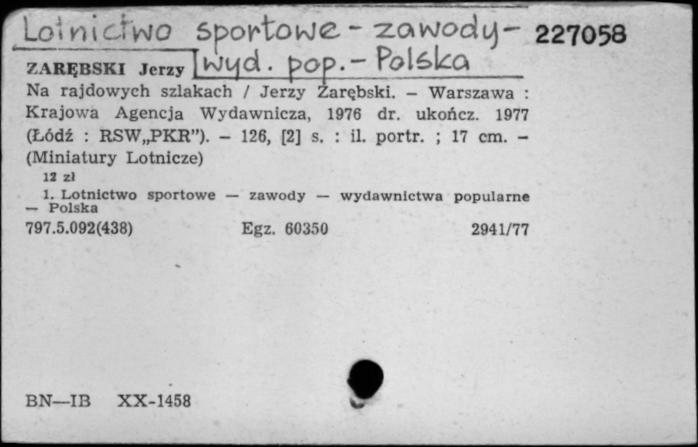 Lotnictwo sportowe - zawody - 227058
wyd. pop. - Polska
ZARĘBSKI Jerzy
Na rajdowych szlakach / Jerzy Zarębski. — Warszawa :
Krajowa Agencja Wydawnicza, 1976 dr. ukończ. 1977
(Łódź : RSW„PKR”). — 126, [2] s. : il. portr. ; 17 cm. —
(Miniatury Lotnicze)
12 zł
1. Lotnictwo sportowe — zawody — wydawnictwa popularne
— Polska
797.5.092(438) Egz. 60350 2941/77
BN—IB XX-1458